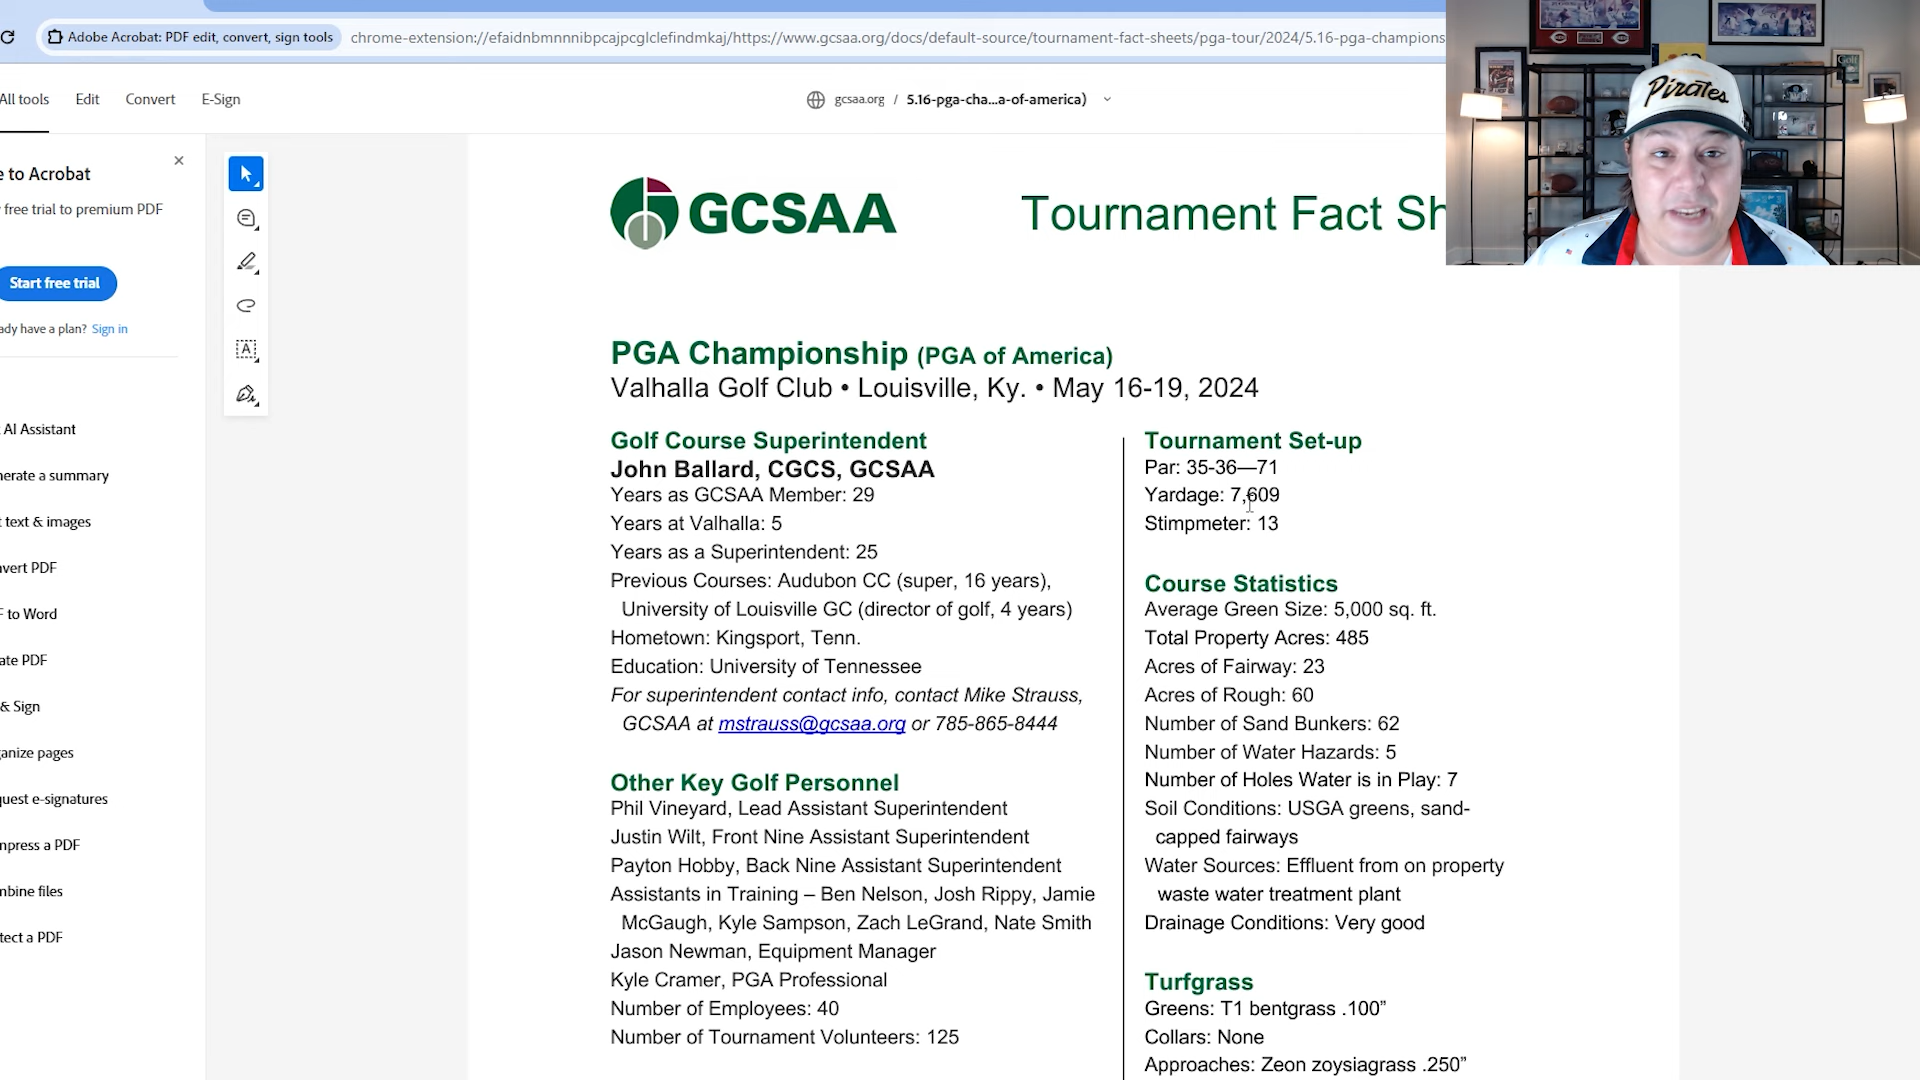 Adobe Acrobat: PDF edit, convert, sign tools
chrome-extension://efaidnbmnnnibpcajpcglclefindmkaj/https://www.gcsaa.org/docs/default-source/tournament-fact-sheets/pga-tour/2024/5.16-pga-champions
All tools
Edit
Convert
E-Sign
gcsaa.org / 5.16-pga-cha...a-of-america)
e to Acrobat
free trial to premium PDF
Start free trial
ady have a plan? Sign in
AI Assistant
nerate a summary
text & images
nvert PDF
F to Word
ate PDF
& Sign
ganize pages
quest e-signatures
mpress a PDF
mbine files
tect a PDF
GCSAA
Tournament Fact Sh
PGA Championship (PGA of America)
Valhalla Golf Club • Louisville, Ky. • May 16-19, 2024
Golf Course Superintendent
John Ballard, CGCS, GCSAA
Years as GCSAA Member: 29
Years at Valhalla: 5
Years as a Superintendent: 25
Previous Courses: Audubon CC (super, 16 years),
University of Louisville GC (director of golf, 4 years)
Hometown: Kingsport, Tenn.
Education: University of Tennessee
For superintendent contact info, contact Mike Strauss,
GCSAA at mstrauss@gcsaa.org or 785-865-8444
Other Key Golf Personnel
Phil Vineyard, Lead Assistant Superintendent
Justin Wilt, Front Nine Assistant Superintendent
Payton Hobby, Back Nine Assistant Superintendent
Assistants in Training – Ben Nelson, Josh Rippy, Jamie
McGaugh, Kyle Sampson, Zach LeGrand, Nate Smith
Jason Newman, Equipment Manager
Kyle Cramer, PGA Professional
Number of Employees: 40
Number of Tournament Volunteers: 125
Tournament Set-up
Par: 35-36—71
Yardage: 7,609
Stimpmeter: 13
Course Statistics
Average Green Size: 5,000 sq. ft.
Total Property Acres: 485
Acres of Fairway: 23
Acres of Rough: 60
Number of Sand Bunkers: 62
Number of Water Hazards: 5
Number of Holes Water is in Play: 7
Soil Conditions: USGA greens, sand-
capped fairways
Water Sources: Effluent from on property
waste water treatment plant
Drainage Conditions: Very good
Turfgrass
Greens: T1 bentgrass .100”
Collars: None
Approaches: Zeon zoysiagrass .250”
Pirates
Golf